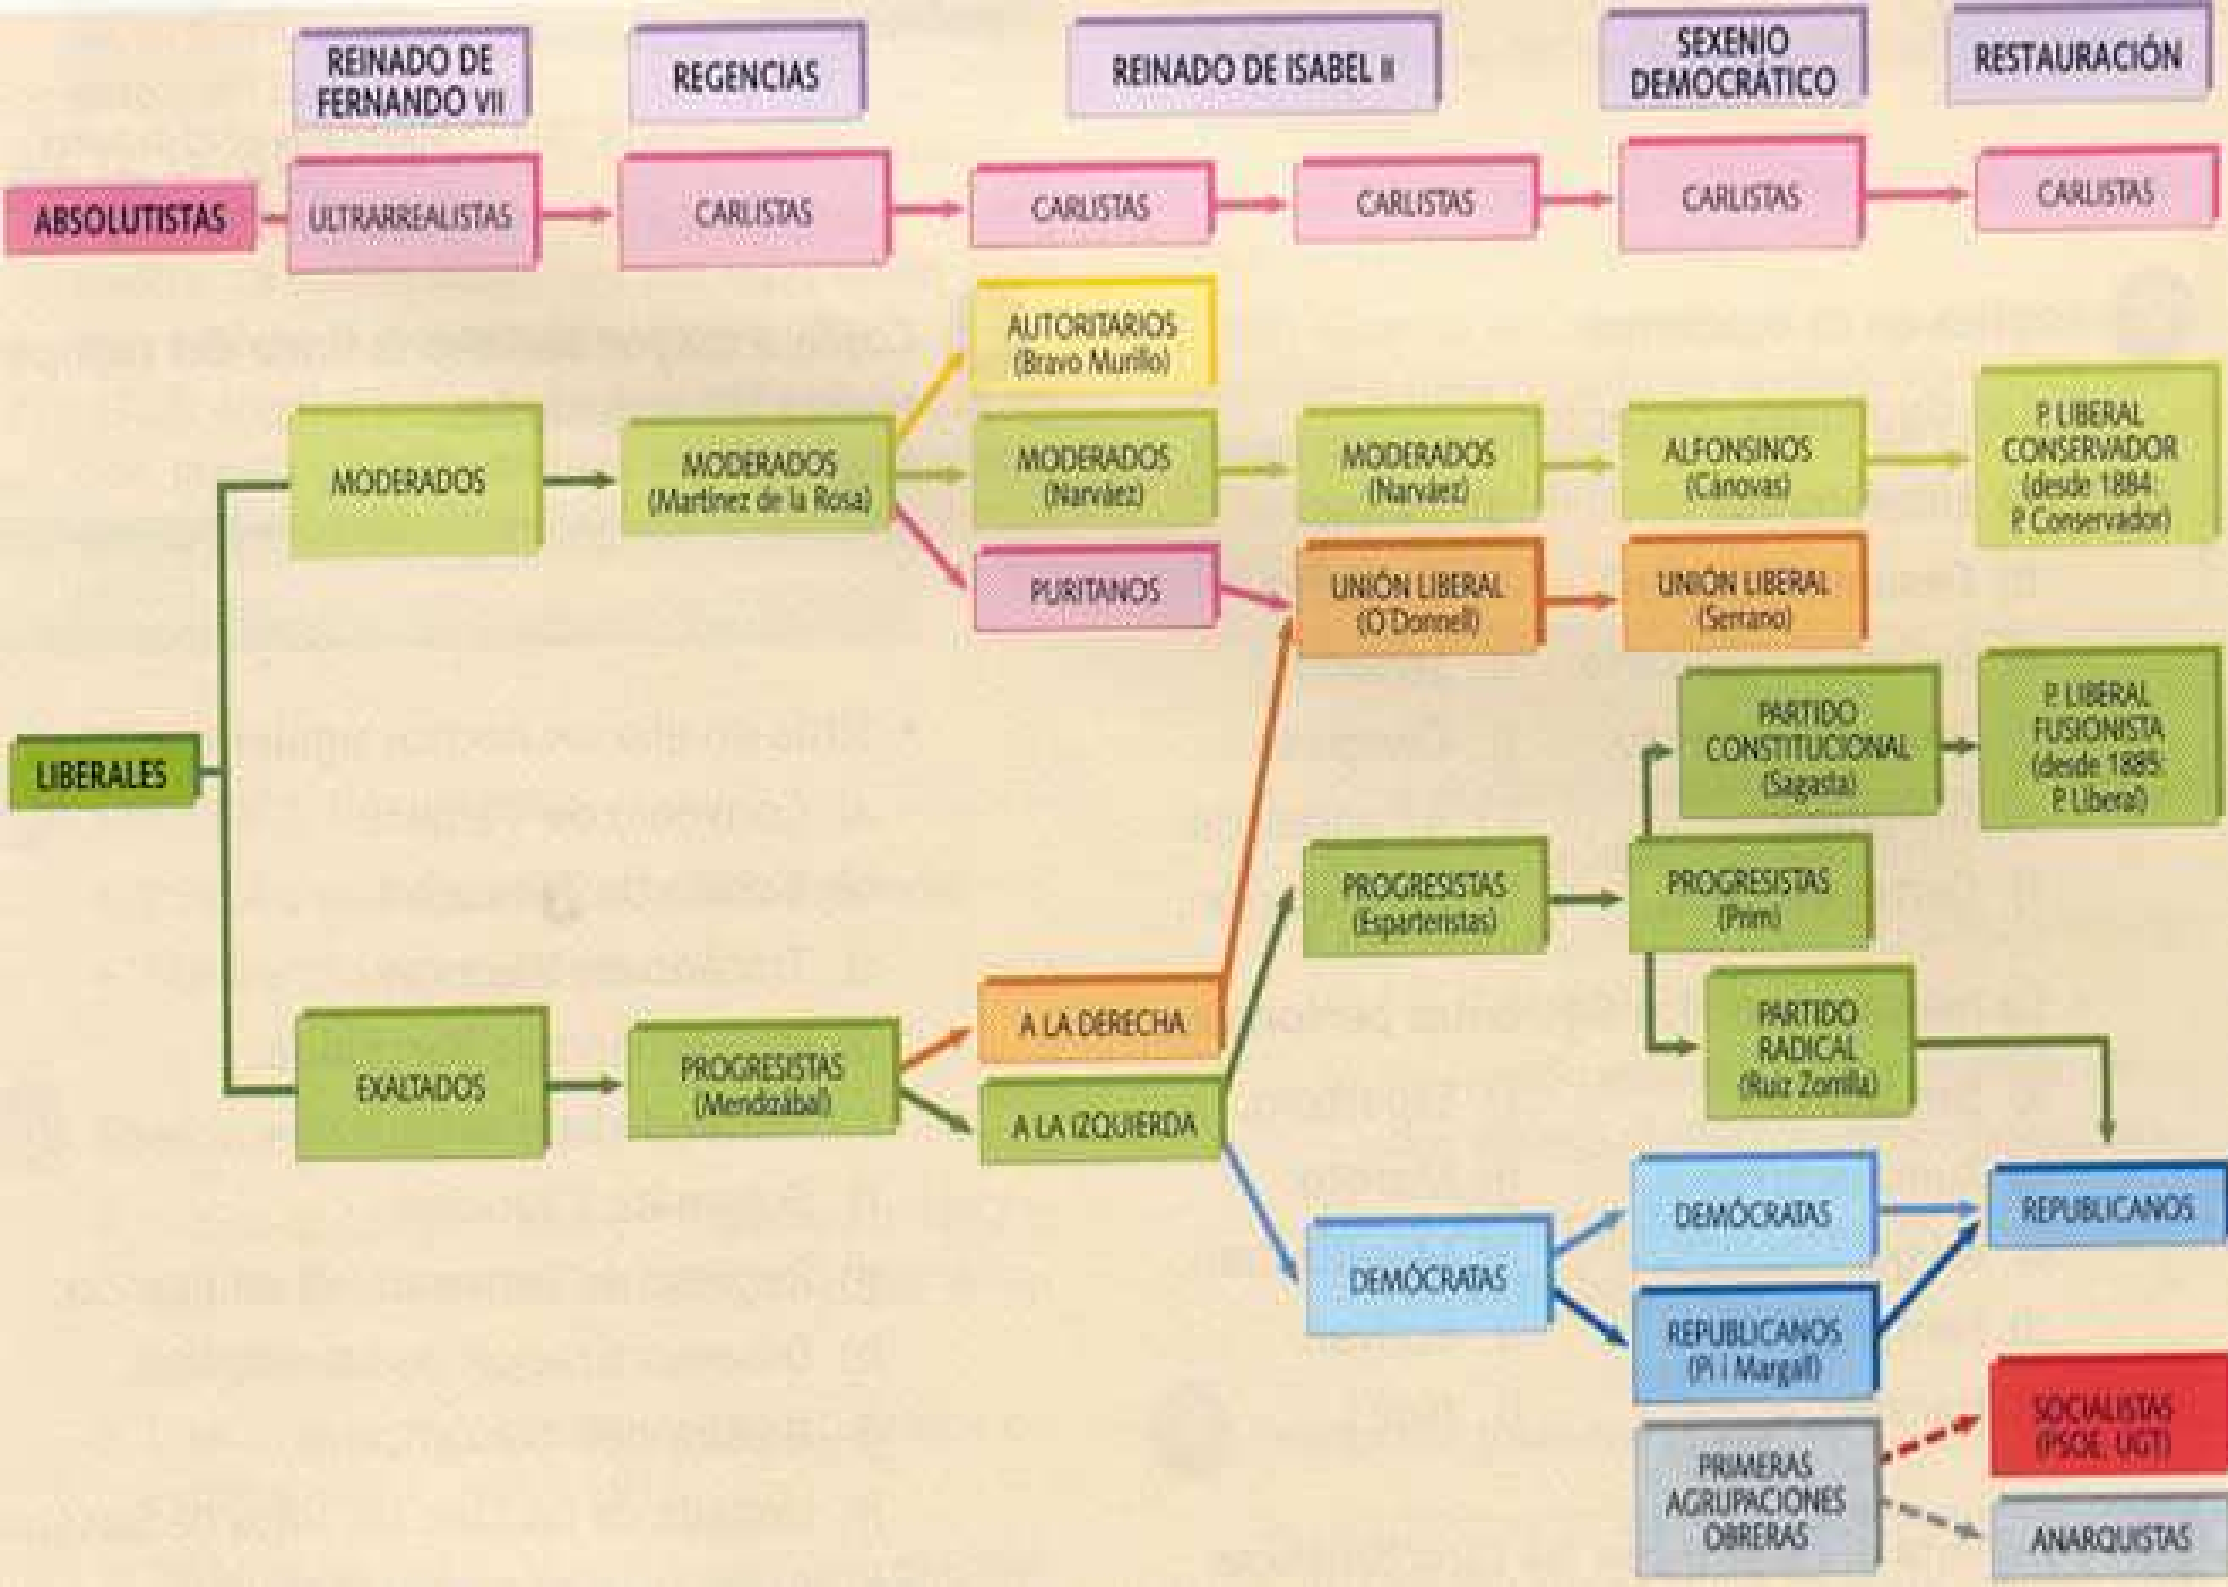 REINADO DE
FERNANDO VII
REGENCIAS
REINADO DE ISABEL II
SEXENIO
DEMOCRÁTICO
RESTAURACIÓN
ABSOLUTISTAS
ULTRARREALISTAS
CARLISTAS
CARLISTAS
CARLISTAS
CARLISTAS
CARLISTAS
AUTORITARIOS
(Bravo Murillo)
MODERADOS
MODERADOS
(Martínez de la Rosa)
MODERADOS
(Narváez)
MODERADOS
(Narváez)
ALFONSINOS
(Cánovas)
P. LIBERAL
CONSERVADOR
(desde 1884:
P. Conservador)
PURITANOS
UNIÓN LIBERAL
(O'Donnell)
UNIÓN LIBERAL
(Serrano)
LIBERALES
PARTIDO
CONSTITUCIONAL
(Sagasta)
P. LIBERAL
FUSIONISTA
(desde 1885:
P. Liberal)
PROGRESISTAS
(Esparteristas)
PROGRESISTAS
(Prim)
EXALTADOS
PROGRESISTAS
(Mendizábal)
A LA DERECHA
A LA IZQUIERDA
PARTIDO
RADICAL
(Ruiz Zorrilla)
DEMÓCRATAS
DEMÓCRATAS
REPUBLICANOS
REPUBLICANOS
(Pi i Margall)
PRIMERAS
AGRUPACIONES
OBRERAS
SOCIALISTAS
(PSOE, UGT)
ANARQUISTAS